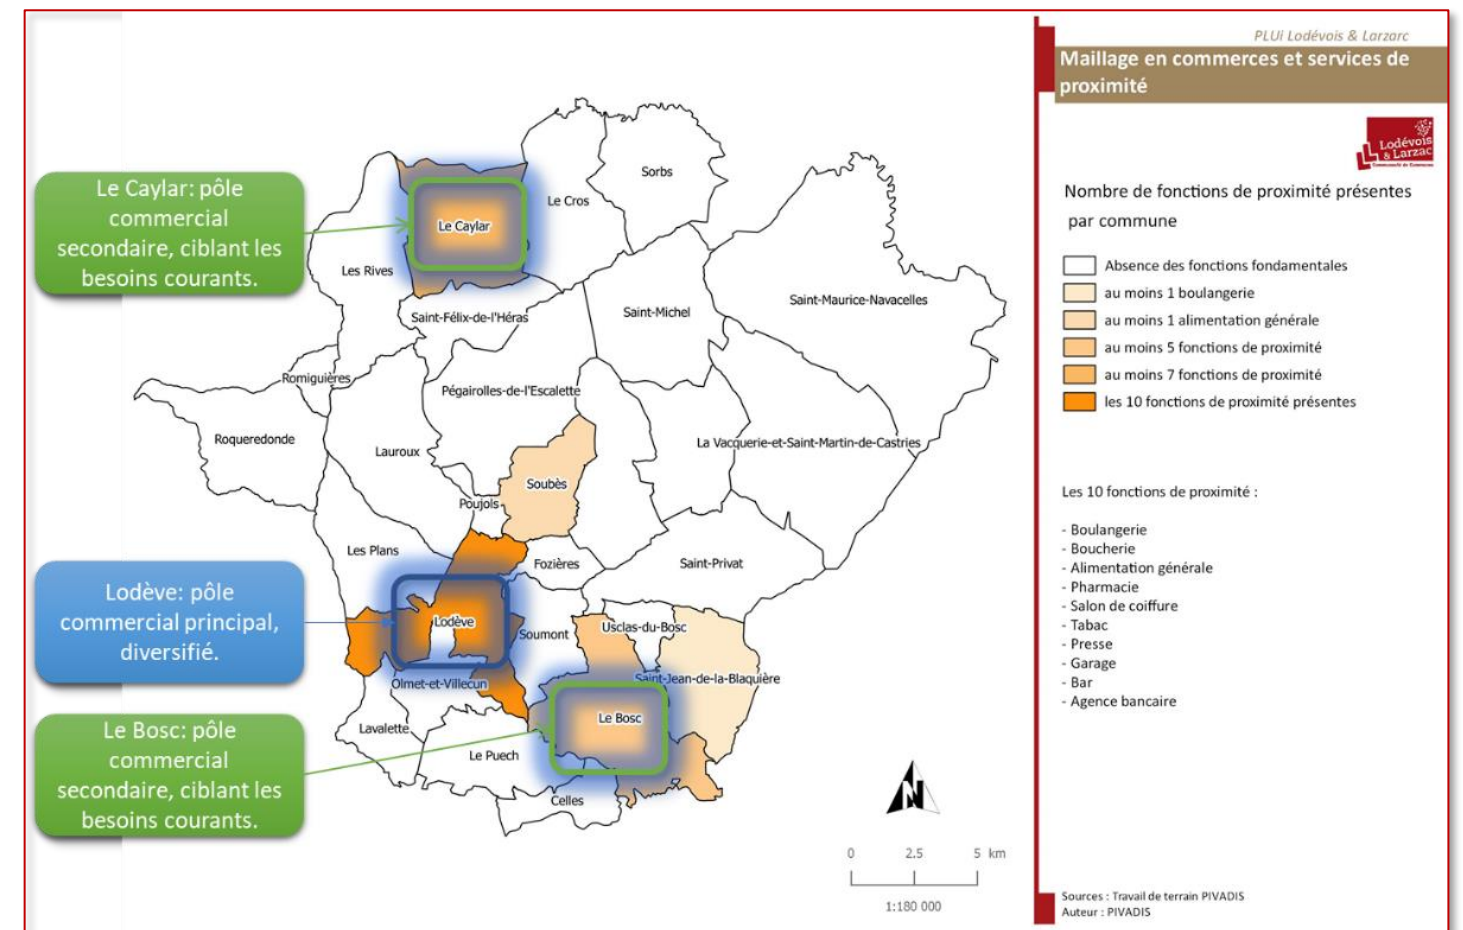 PLUi Lodévois & Larzarc
Maillage en commerces et services de
proximité
Lodévois
& Larzac
Communauté de Communes
Nombre de fonctions de proximité présentes
par commune
Absence des fonctions fondamentales
au moins 1 boulangerie
au moins 1 alimentation générale
au moins 5 fonctions de proximité
au moins 7 fonctions de proximité
les 10 fonctions de proximité présentes
Les 10 fonctions de proximité :
- Boulangerie
- Boucherie
- Alimentation générale
- Pharmacie
- Salon de coiffure
- Tabac
- Presse
- Garage
- Bar
- Agence bancaire
Sources : Travail de terrain PIVADIS
Auteur : PIVADIS
Le Caylar: pôle
commercial
secondaire, ciblant les
besoins courants.
Lodève: pôle
commercial principal,
diversifié.
Le Bosc: pôle
commercial
secondaire, ciblant les
besoins courants.
Sorbs
Le Cros
Le Caylar
Les Rives
Saint-Maurice-Navacelles
Saint-Félix-de-l'Héras
Saint-Michel
Romiguières
Pégairolles-de-l'Escalette
Roqueredonde
Lauroux
La Vacquerie-et-Saint-Martin-de-Castries
Soubès
Poujols
Les Plans
Fozières
Saint-Privat
Lodève
Soumont
Usclas-du-Bosc
Saint-Jean-de-la-Blaquière
Olmet-et-Villecun
Le Bosc
Lavalette
Le Puech
Celles
N
0 2.5 5 km
1:180 000